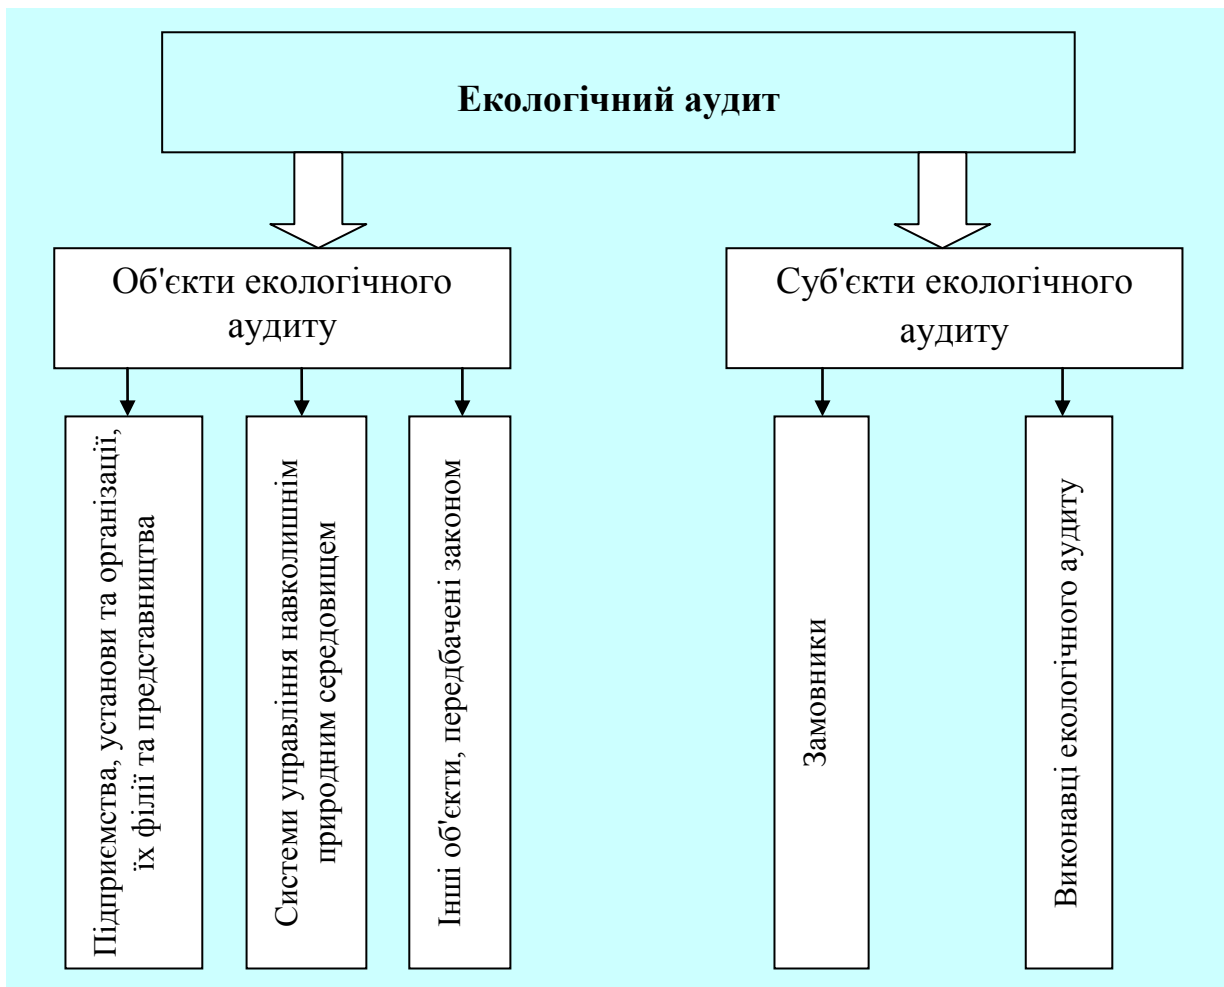 Екологічний аудит
Об'єкти екологічного
аудиту
Суб'єкти екологічного
аудиту
Підприємства, установи та організації,
їх філії та представництва
Системи управління навколишнім
природним середовищем
Інші об'єкти, передбачені законом
Замовники
Виконавці екологічного аудиту